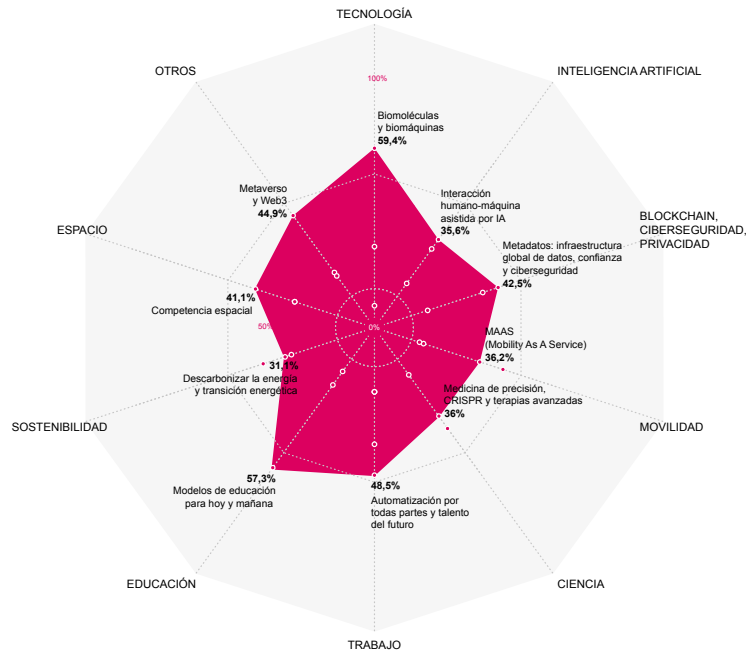 TECNOLOGÍA
OTROS
INTELIGENCIA ARTIFICIAL
100%
Biomoléculas
y biomáquinas
59,4%
Metaverso
y Web3
44,9%
Interacción
humano-máquina
asistida por IA
35,6%
BLOCKCHAIN,
CIBERSEGURIDAD,
PRIVACIDAD
ESPACIO
Metadatos: infraestructura
global de datos, confianza
y ciberseguridad
42,5%
41,1%
Competencia espacial
50%
0%
MAAS
(Mobility As A Service)
36,2%
31,1%
Descarbonizar la energía
y transición energética
Medicina de precisión,
CRISPR y terapias avanzadas
36%
SOSTENIBILIDAD
MOVILIDAD
57,3%
Modelos de educación
para hoy y mañana
48,5%
Automatización por
todas partes y talento
del futuro
EDUCACIÓN
CIENCIA
TRABAJO